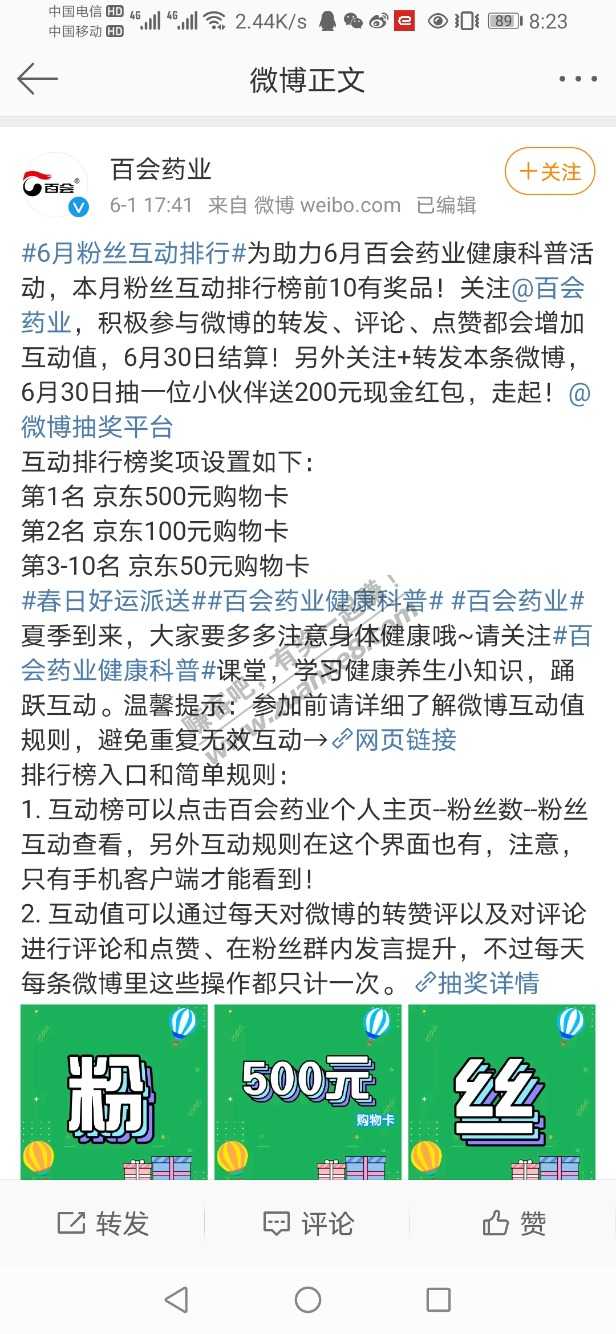 中国电信 HD
中国移动 HD
4G 4G 2.44K/s 89 8:23
微博正文
百会® 百会药业
+关注
6-1 17:41 来自 微博 weibo.com 已编辑
#6月粉丝互动排行#为助力6月百会药业健康科普活
动，本月粉丝互动排行榜前10有奖品！关注@百会
药业，积极参与微博的转发、评论、点赞都会增加
互动值，6月30日结算！另外关注+转发本条微博，
6月30日抽一位小伙伴送200元现金红包，走起！@
微博抽奖平台
互动排行榜奖项设置如下：
第1名 京东500元购物卡
第2名 京东100元购物卡
第3-10名 京东50元购物卡
#春日好运派送##百会药业健康科普# #百会药业#
夏季到来，大家要多多注意身体健康哦~请关注#百
会药业健康科普#课堂，学习健康养生小知识，踊
跃互动。温馨提示：参加前请详细了解微博互动值
规则，避免重复无效互动→网页链接
排行榜入口和简单规则：
1. 互动榜可以点击百会药业个人主页--粉丝数--粉丝
互动查看，另外互动规则在这个界面也有，注意，
只有手机客户端才能看到！
2. 互动值可以通过每天对微博的转赞评以及对评论
进行评论和点赞、在粉丝群内发言提升，不过每天
每条微博里这些操作都只计一次。抽奖详情
粉 500元 丝
购物卡
转发 评论 赞